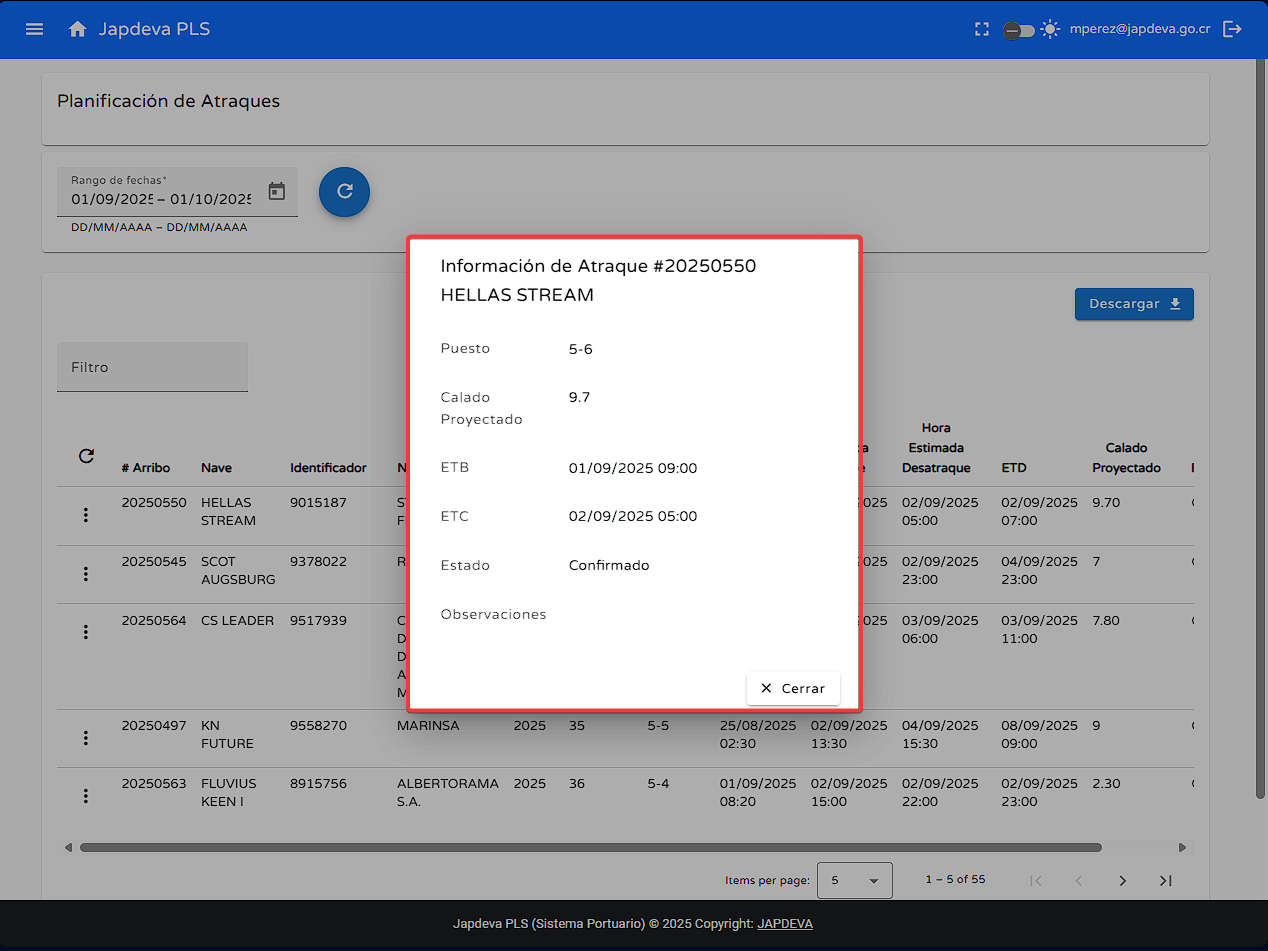 Japdeva PLS
mperez@japdeva.go.cr
Planificación de Atraques
Rango de fechas*
01/09/2025 – 01/10/2025
DD/MM/AAAA – DD/MM/AAAA
Información de Atraque #20250550
HELLAS STREAM
Puesto 5-6
Calado Proyectado 9.7
ETB 01/09/2025 09:00
ETC 02/09/2025 05:00
Estado Confirmado
Observaciones
Cerrar
Descargar
Filtro
# Arribo Nave Identificador Hora Estimada Desatraque ETD Calado Proyectado
20250550 HELLAS STREAM 9015187 02/09/2025 05:00 02/09/2025 07:00 9.70
20250545 SCOT AUGSBURG 9378022 02/09/2025 23:00 04/09/2025 23:00 7
20250564 CS LEADER 9517939 03/09/2025 06:00 03/09/2025 11:00 7.80
20250497 KN FUTURE 9558270 MARINSA 2025 35 5-5 25/08/2025 02:30 02/09/2025 13:30 04/09/2025 15:30 08/09/2025 09:00 9
20250563 FLUVIUS KEEN I 8915756 ALBERTORAMA S.A. 2025 36 5-4 01/09/2025 08:20 02/09/2025 15:00 02/09/2025 22:00 02/09/2025 23:00 2.30
Items per page: 5 1 – 5 of 55
Japdeva PLS (Sistema Portuario) © 2025 Copyright: JAPDEVA